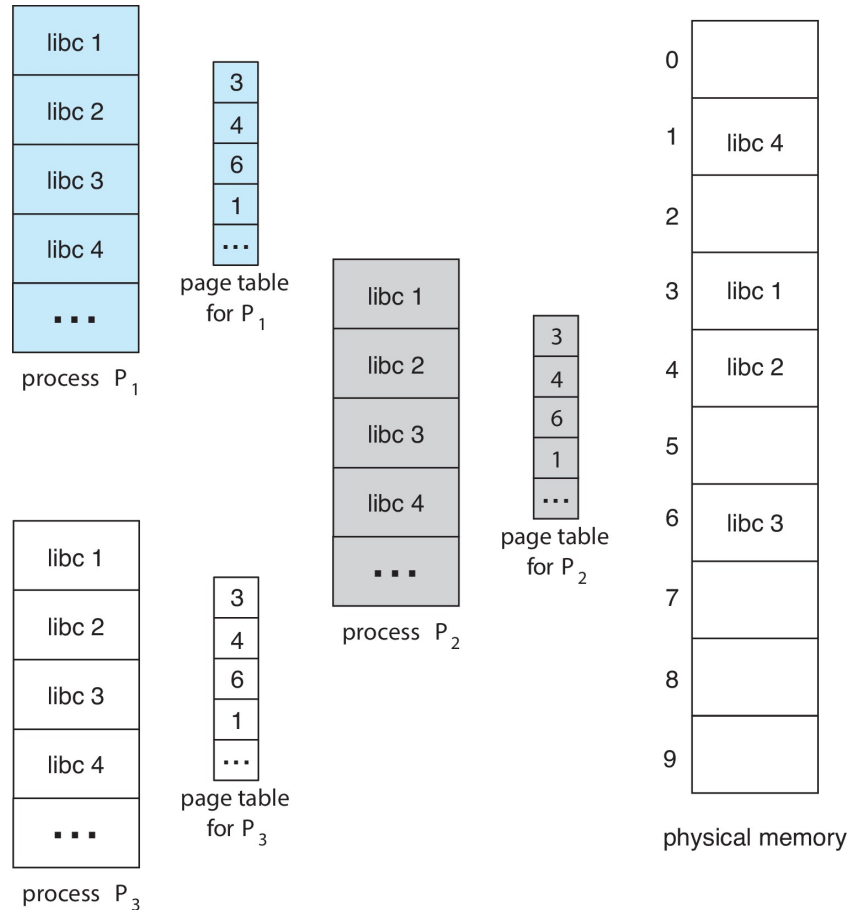 libc 1
libc 2
libc 3
libc 4
...
process P1
3
4
6
1
...
page table
for P1
libc 1
libc 2
libc 3
libc 4
...
process P2
3
4
6
1
...
page table
for P2
libc 1
libc 2
libc 3
libc 4
...
process P3
3
4
6
1
...
page table
for P3
0
1 libc 4
2
3 libc 1
4 libc 2
5
6 libc 3
7
8
9
physical memory